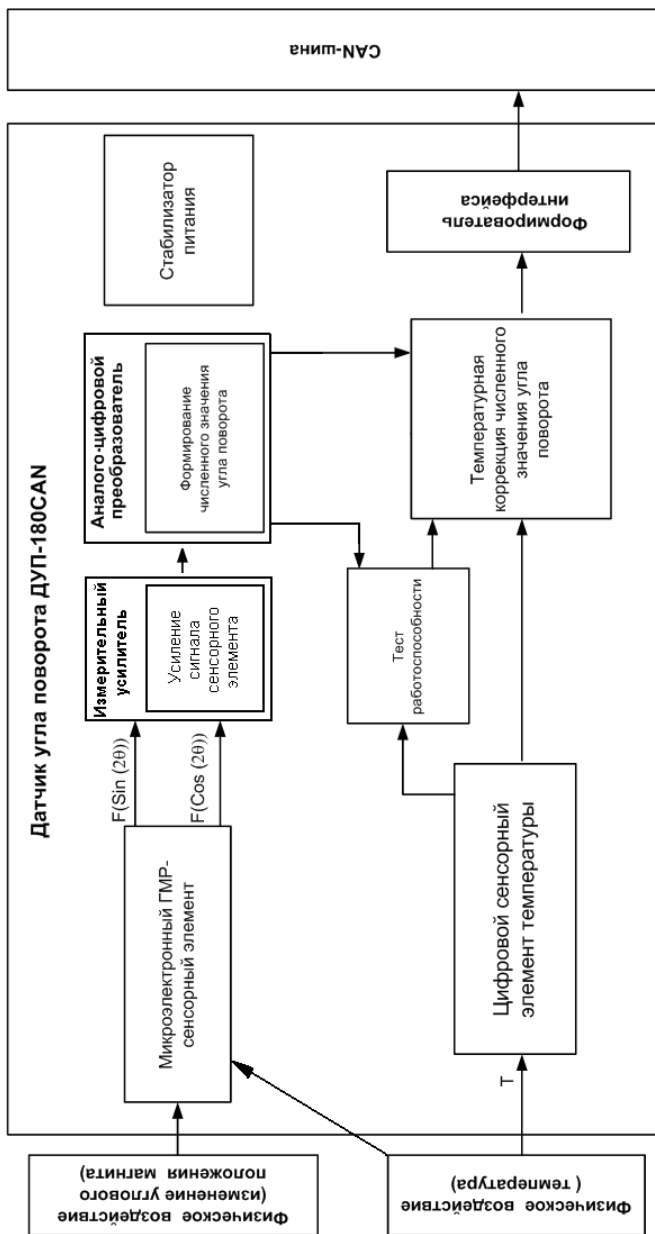 Датчик угла поворота ДУП-180CAN
Физическое воздействие
(изменение углового
положения магнита)
Микроэлектронный ГМР-
сенсорный элемент
F(Sin (2θ))
F(Cos (2θ))
Измерительный
усилитель
Усиление
сигнала
сенсорного
элемента
Аналого-цифровой
преобразователь
Формирование
численного значения
угла поворота
Стабилизатор
питания
Физическое воздействие
( температура)
T
Цифровой сенсорный
элемент температуры
Тест
работоспособности
Температурная
коррекция численного
значения угла
поворота
Формирователь
интерфейса
CAN-шина